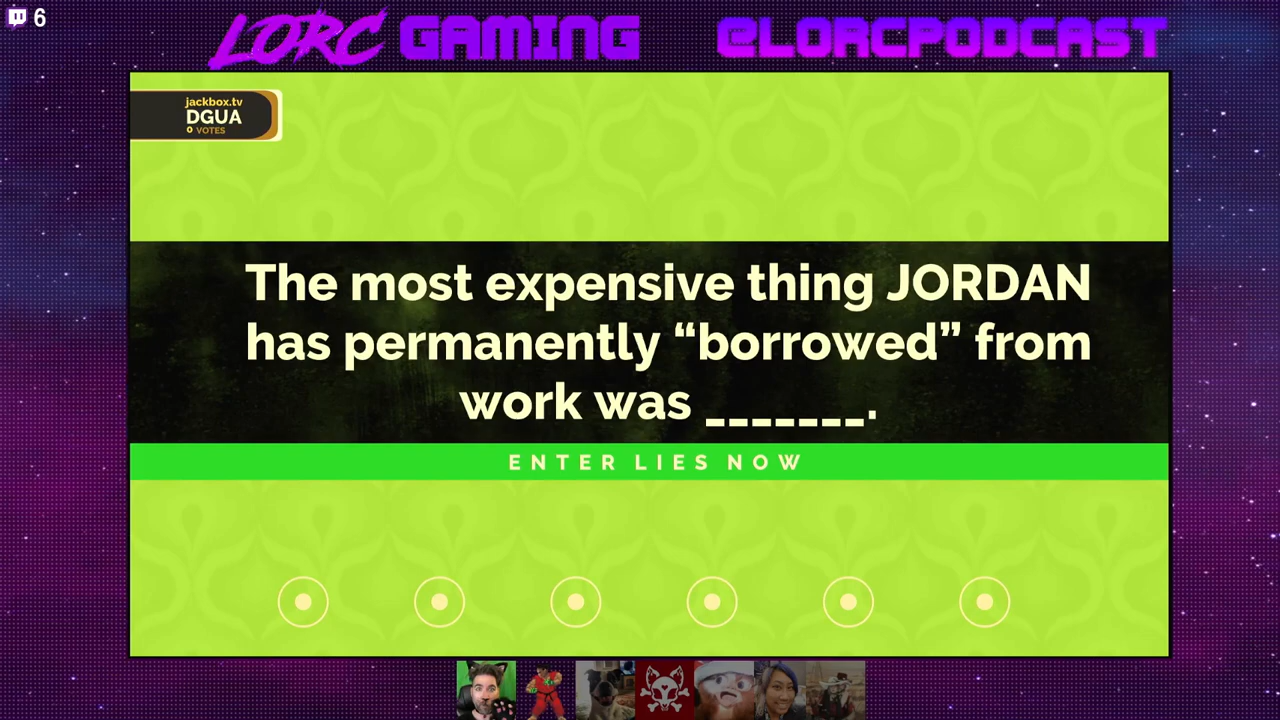 6
LORC GAMING
@LORCPODCAST
jackbox.tv
DGUA
0 VOTES
The most expensive thing JORDAN
has permanently “borrowed” from
work was _______.
ENTER LIES NOW